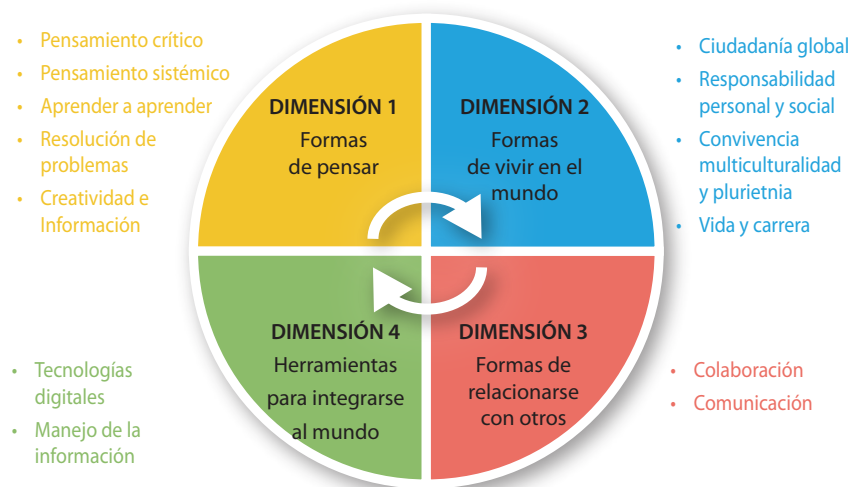 • Pensamiento crítico
• Pensamiento sistémico
• Aprender a aprender
• Resolución de
problemas
• Creatividad e
Información
DIMENSIÓN 1
Formas
de pensar
DIMENSIÓN 2
Formas
de vivir en el
mundo
• Ciudadanía global
• Responsabilidad
personal y social
• Convivencia
multiculturalidad
y plurietnia
• Vida y carrera
• Tecnologías
digitales
• Manejo de la
información
DIMENSIÓN 4
Herramientas
para integrarse
al mundo
DIMENSIÓN 3
Formas de
relacionarse
con otros
• Colaboración
• Comunicación